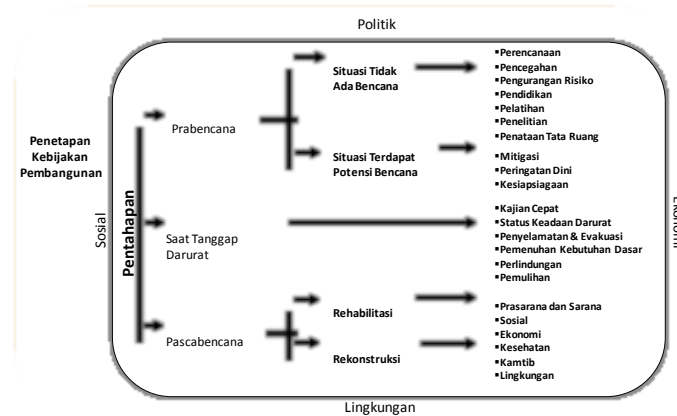 Politik
Penetapan
Kebijakan
Pembangunan
Sosial
Pentahapan
Prabencana
Situasi Tidak
Ada Bencana
▪Perencanaan
▪Pencegahan
▪Pengurangan Risiko
▪Pendidikan
▪Pelatihan
▪Penelitian
▪Penataan Tata Ruang
Situasi Terdapat
Potensi Bencana
▪Mitigasi
▪Peringatan Dini
▪Kesiapsiagaan
Saat Tanggap
Darurat
▪Kajian Cepat
▪Status Keadaan Darurat
▪Penyelamatan & Evakuasi
▪Pemenuhan Kebutuhan Dasar
▪Perlindungan
▪Pemulihan
Pascabencana
Rehabilitasi
Rekonstruksi
▪Prasarana dan Sarana
▪Sosial
▪Ekonomi
▪Kesehatan
▪Kamtib
▪Lingkungan
Ekonomi
Lingkungan